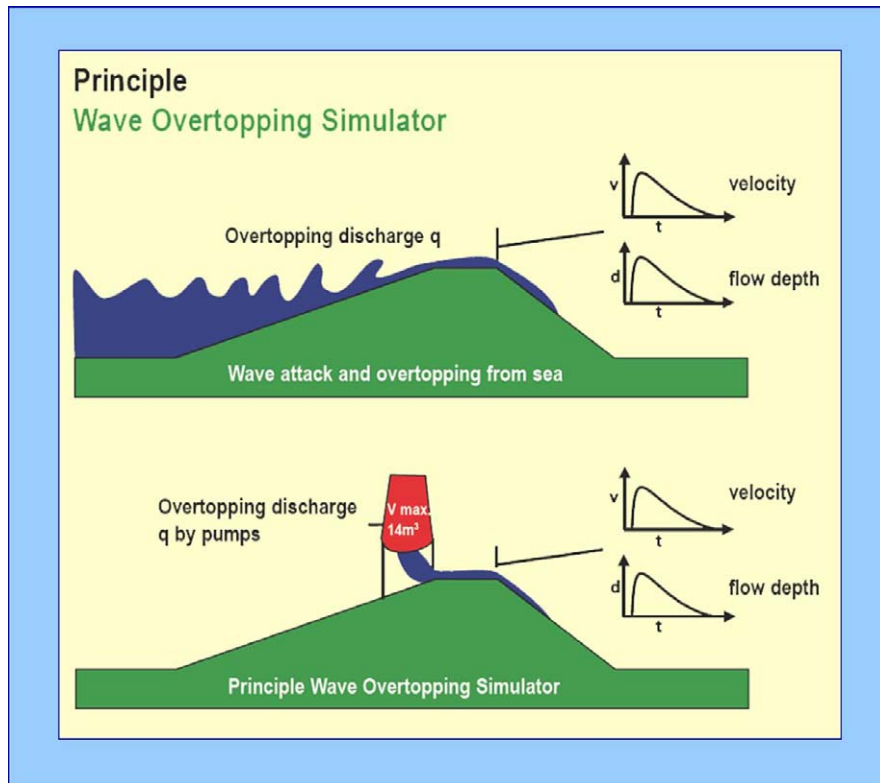 Principle
Wave Overtopping Simulator
v
velocity
t
Overtopping discharge q
d
flow depth
t
Wave attack and overtopping from sea
Overtopping discharge
q by pumps
V max.
14m³
v
velocity
t
d
flow depth
t
Principle Wave Overtopping Simulator